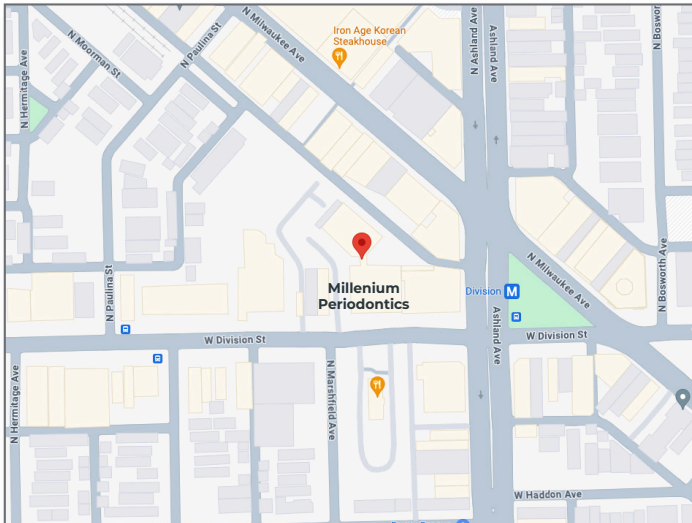 N Moorman St
N Hermitage Ave
N Paulina St
N Milwaukee Ave
Iron Age Korean
Steakhouse
N Ashland Ave
Ashland Ave
N Bosworth
N Paulina St
Millenium
Periodontics
Division M
N Milwaukee Ave
N Bosworth Ave
W Division St
Ashland Ave
W Division St
N Hermitage Ave
N Marshfield Ave
W Haddon Ave